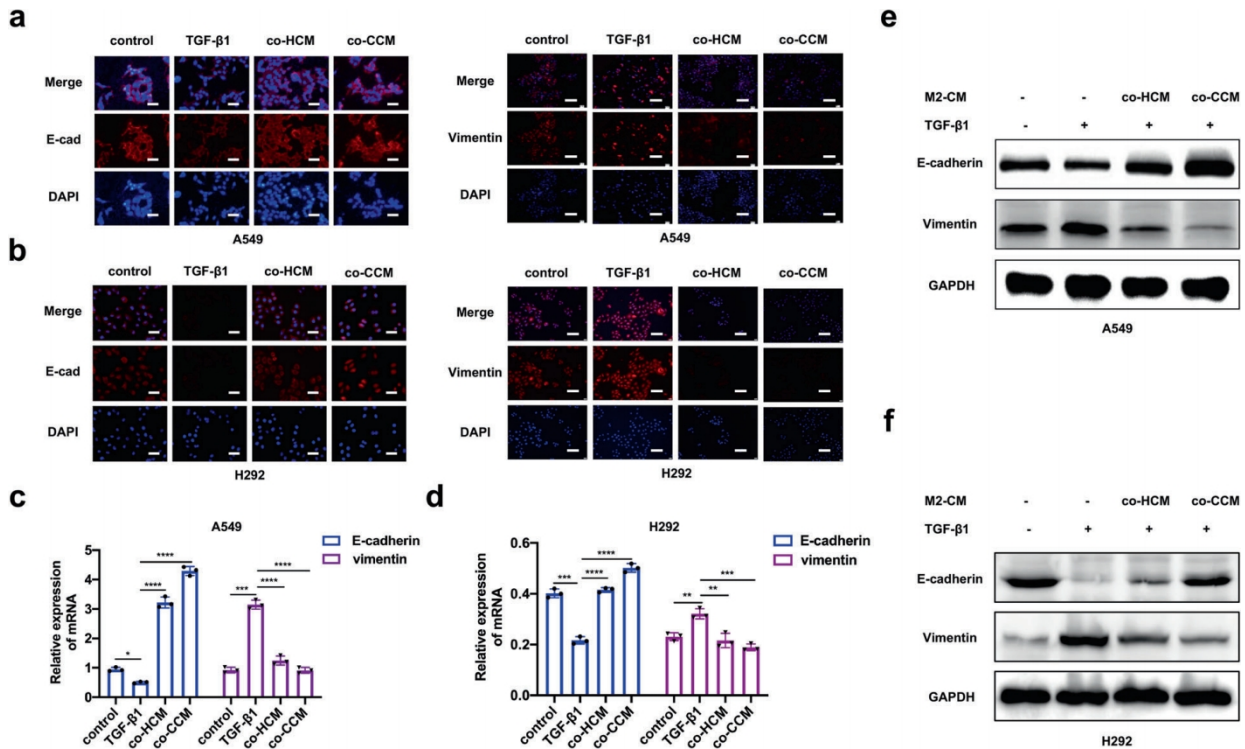 a
control TGF-β1 co-HCM co-CCM
Merge
E-cad
DAPI
A549
control TGF-β1 co-HCM co-CCM
Merge
Vimentin
DAPI
A549
b
control TGF-β1 co-HCM co-CCM
Merge
E-cad
DAPI
H292
control TGF-β1 co-HCM co-CCM
Merge
Vimentin
DAPI
H292
c
A549
E-cadherin
vimentin
Relative expression
of mRNA
5
4
3
2
1
0
* **** **** *** **** ****
control TGF-β1 co-HCM co-CCM control TGF-β1 co-HCM co-CCM
d
H292
E-cadherin
vimentin
Relative expression
of mRNA
0.6
0.4
0.2
0.0
*** **** **** ** ** ***
control TGF-β1 co-HCM co-CCM control TGF-β1 co-HCM co-CCM
e
M2-CM - - co-HCM co-CCM
TGF-β1 - + + +
E-cadherin
Vimentin
GAPDH
A549
f
M2-CM - - co-HCM co-CCM
TGF-β1 - + + +
E-cadherin
Vimentin
GAPDH
H292